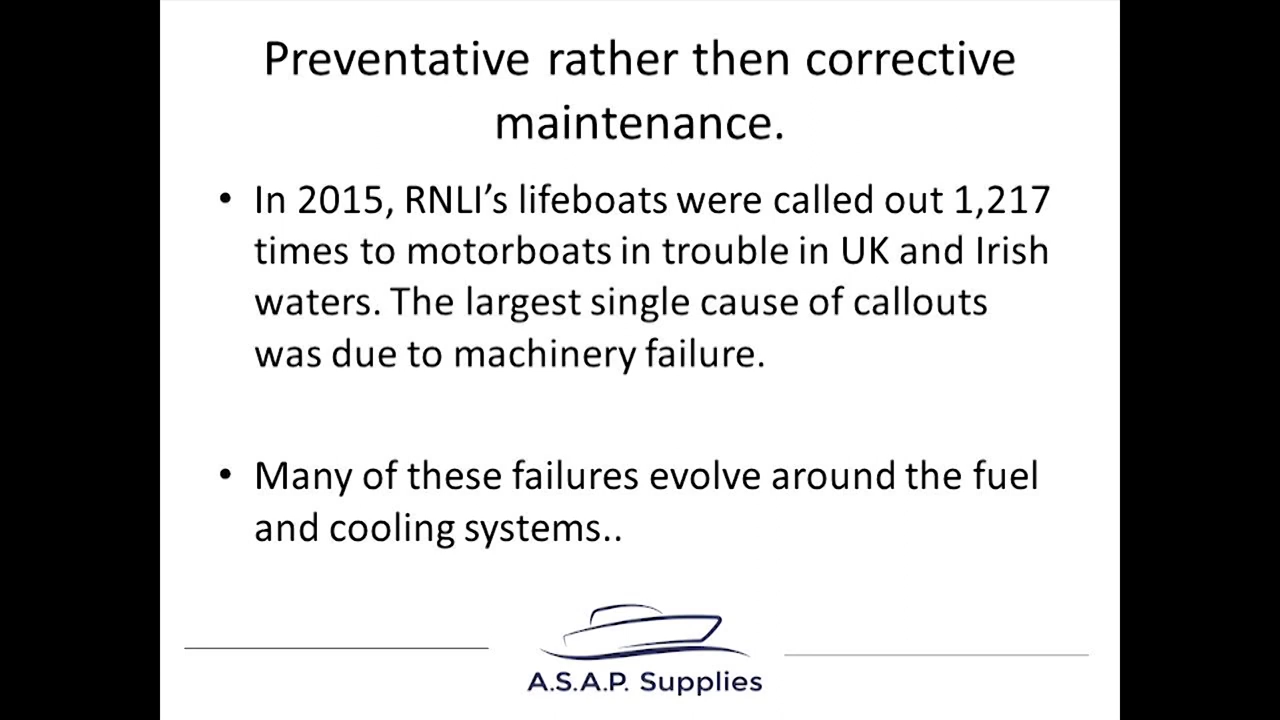 Preventative rather then corrective
maintenance.
• In 2015, RNLI’s lifeboats were called out 1,217
times to motorboats in trouble in UK and Irish
waters. The largest single cause of callouts
was due to machinery failure.
• Many of these failures evolve around the fuel
and cooling systems..
A.S.A.P. Supplies